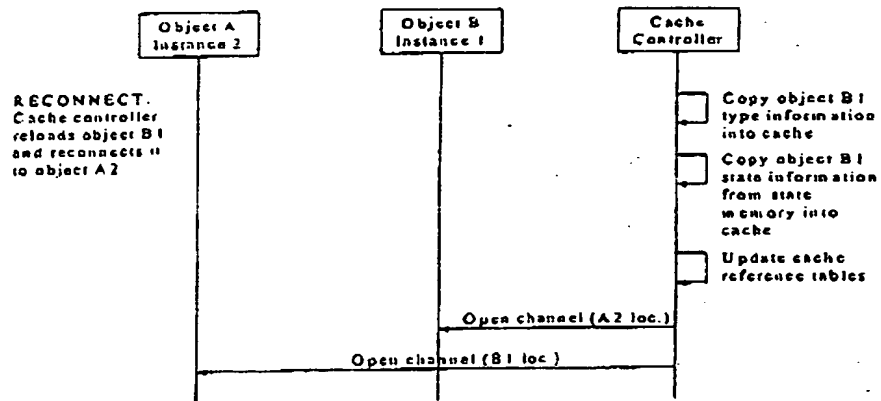 Object A
Instance 2
Object B
Instance 1
Cache
Controller
RECONNECT.
Cache controller
reloads object B1
and reconnects it
to object A2
Copy object B1
type information
into cache
Copy object B1
state information
from state
memory into
cache
Update cache
reference tables
Open channel (A2 loc.)
Open channel (B1 loc.)